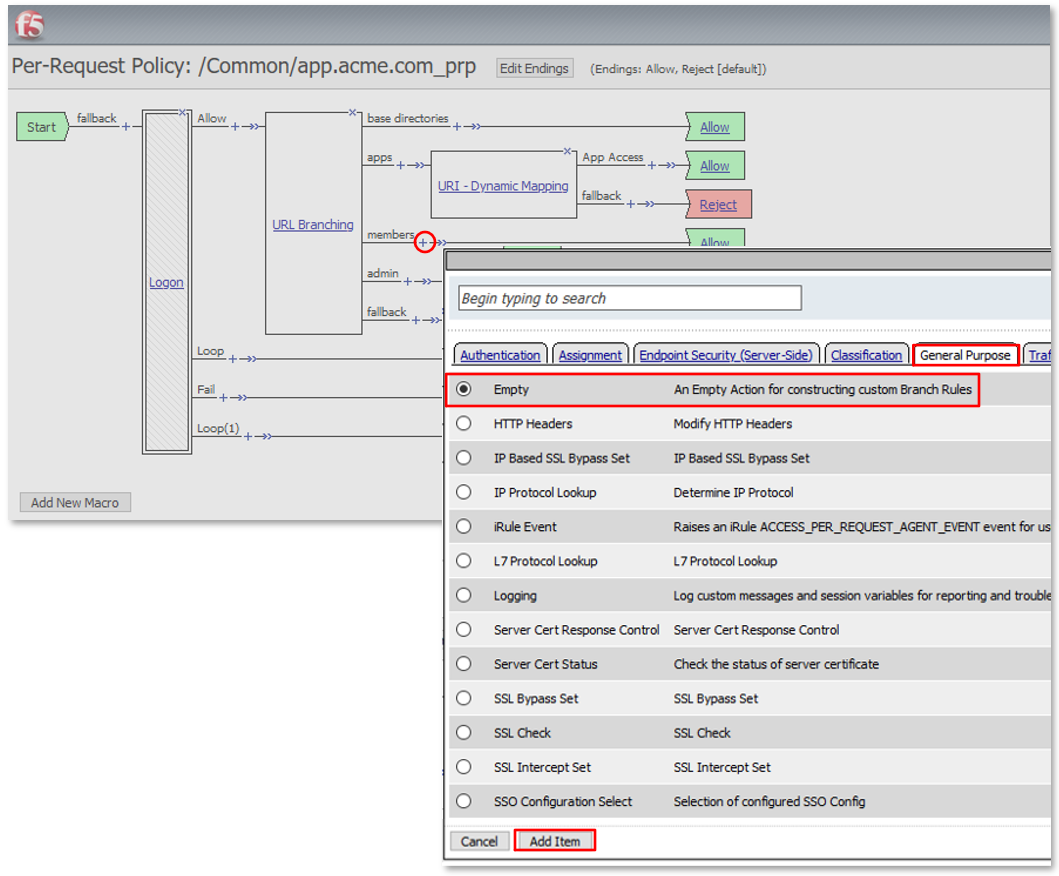 f5
Per-Request Policy: /Common/app.acme.com_prp Edit Endings (Endings: Allow, Reject [default])
Start fallback + Allow + base directories + Allow
apps + App Access + Allow
URI - Dynamic Mapping
fallback + Reject
URL Branching
members + Allow
admin +
Logon
fallback +
Loop +
Fail +
Loop(1) +
Add New Macro
Begin typing to search
Authentication Assignment Endpoint Security (Server-Side) Classification General Purpose Traf
Empty An Empty Action for constructing custom Branch Rules
HTTP Headers Modify HTTP Headers
IP Based SSL Bypass Set IP Based SSL Bypass Set
IP Protocol Lookup Determine IP Protocol
iRule Event Raises an iRule ACCESS_PER_REQUEST_AGENT_EVENT event for us
L7 Protocol Lookup L7 Protocol Lookup
Logging Log custom messages and session variables for reporting and trouble
Server Cert Response Control Server Cert Response Control
Server Cert Status Check the status of server certificate
SSL Bypass Set SSL Bypass Set
SSL Check SSL Check
SSL Intercept Set SSL Intercept Set
SSO Configuration Select Selection of configured SSO Config
Cancel Add Item